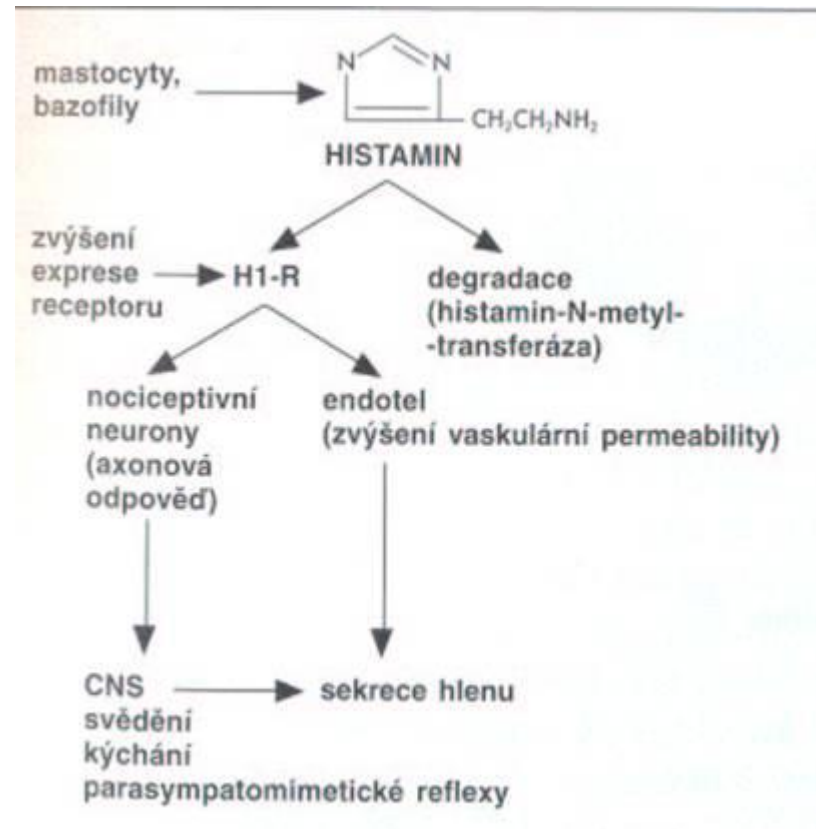 N N
mastocyty,
bazofily
CH₂CH₂NH₂
HISTAMIN
zvýšení
exprese
receptoru
H1-R
degradace
(histamin-N-metyl-
-transferáza)
nociceptivní
neurony
(axonová
odpověď)
endotel
(zvýšení vaskulární permeability)
CNS
svědění
kýchání
parasympatomimetické reflexy
sekrece hlenu